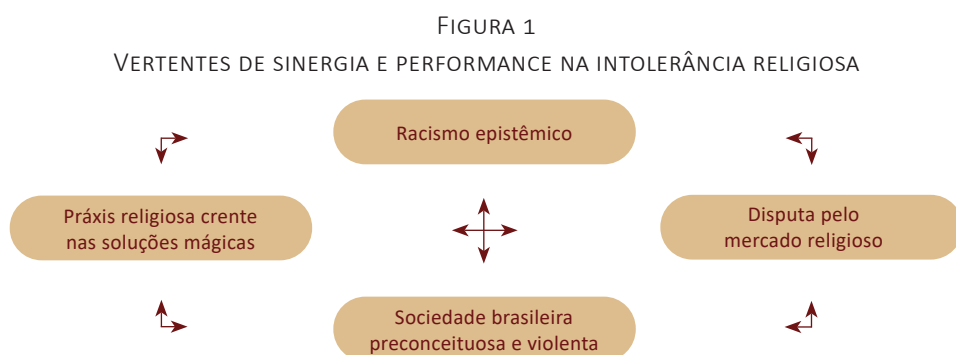 Figura 1
Vertentes de sinergia e performance na intolerância religiosa
Racismo epistêmico
Práxis religiosa crente
nas soluções mágicas
Disputa pelo
mercado religioso
Sociedade brasileira
preconceituosa e violenta